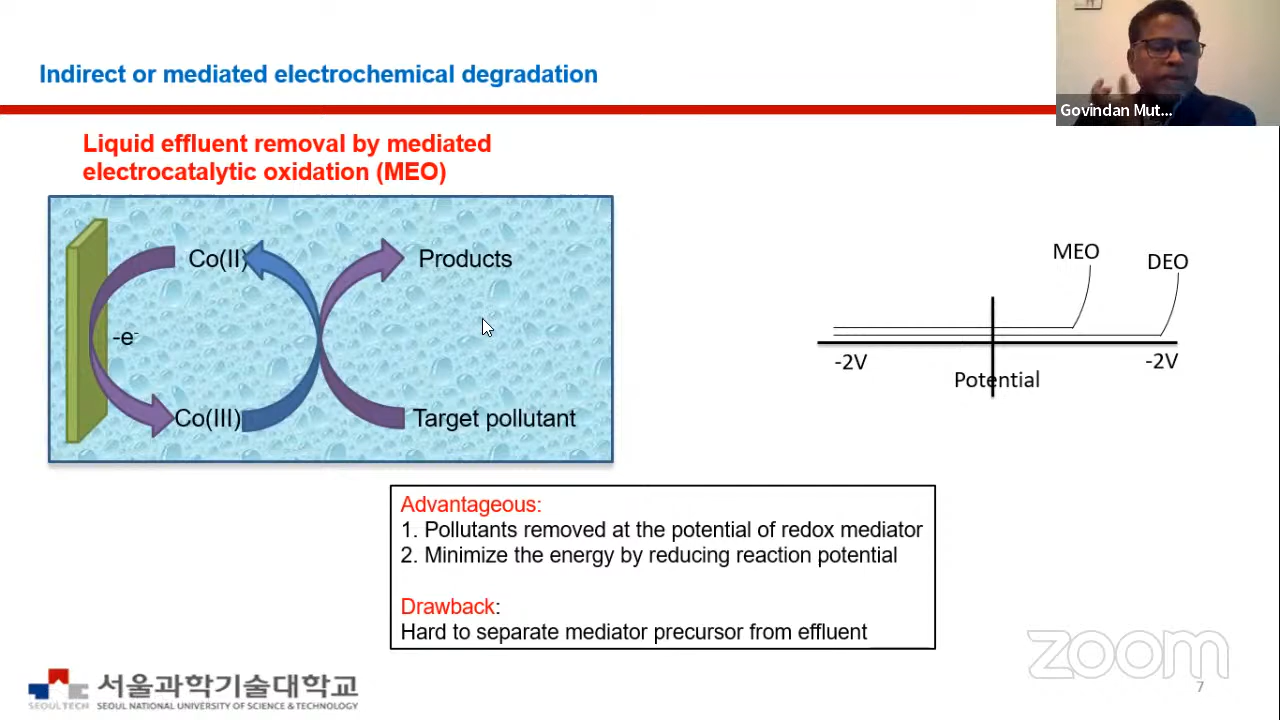 Indirect or mediated electrochemical degradation
Govindan Mut...
Liquid effluent removal by mediated
electrocatalytic oxidation (MEO)
Co(II)
Products
-e-
Co(III)
Target pollutant
MEO
DEO
-2V
-2V
Potential
Advantageous:
1. Pollutants removed at the potential of redox mediator
2. Minimize the energy by reducing reaction potential
Drawback:
Hard to separate mediator precursor from effluent
zoom
7
SEOULTECH
서울과학기술대학교
SEOUL NATIONAL UNIVERSITY OF SCIENCE & TECHNOLOGY